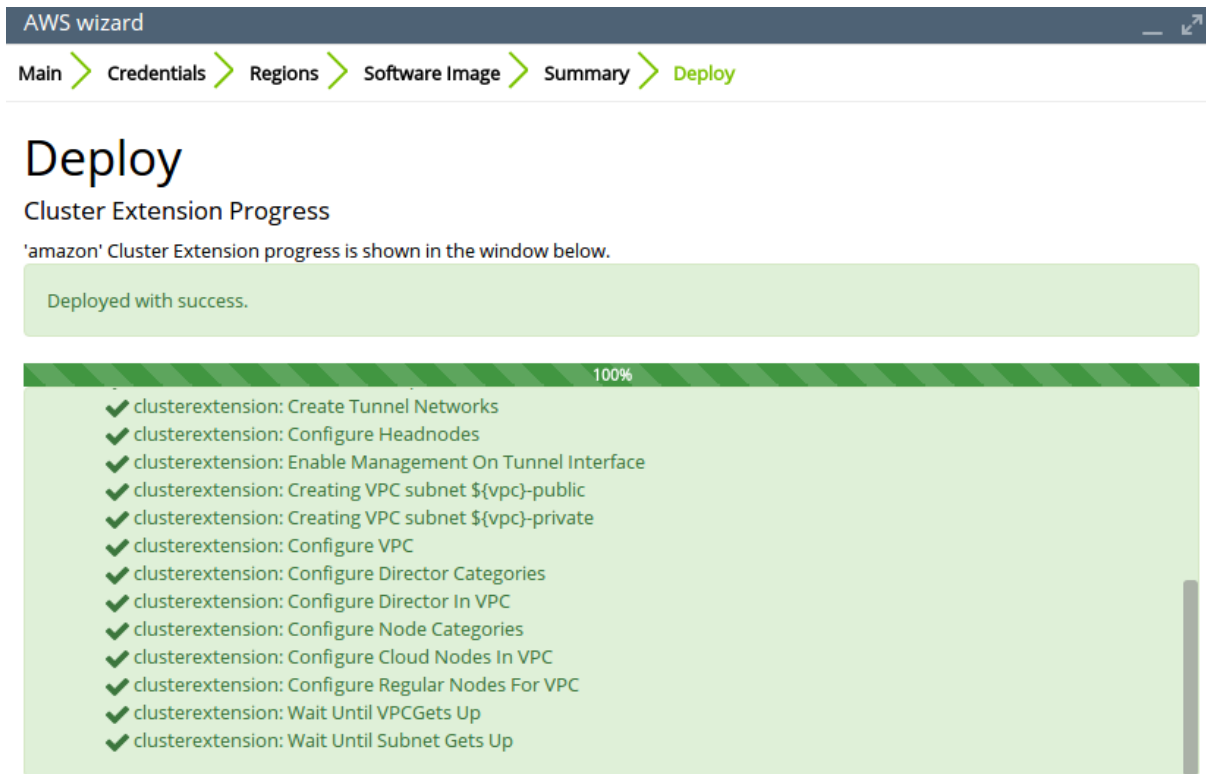 AWS wizard
Main Credentials Regions Software Image Summary Deploy
Deploy
Cluster Extension Progress
'amazon' Cluster Extension progress is shown in the window below.
Deployed with success.
100%
clusterextension: Create Tunnel Networks
clusterextension: Configure Headnodes
clusterextension: Enable Management On Tunnel Interface
clusterextension: Creating VPC subnet ${vpc}-public
clusterextension: Creating VPC subnet ${vpc}-private
clusterextension: Configure VPC
clusterextension: Configure Director Categories
clusterextension: Configure Director In VPC
clusterextension: Configure Node Categories
clusterextension: Configure Cloud Nodes In VPC
clusterextension: Configure Regular Nodes For VPC
clusterextension: Wait Until VPCGets Up
clusterextension: Wait Until Subnet Gets Up